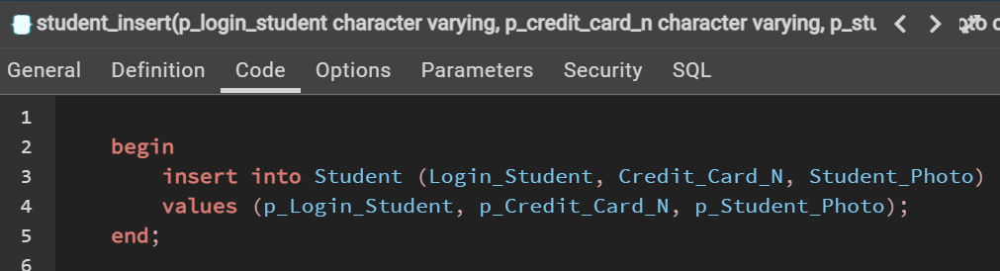 student_insert(p_login_student character varying, p_credit_card_n character varying, p_stu
General Definition Code Options Parameters Security SQL
1
2 begin
3 insert into Student (Login_Student, Credit_Card_N, Student_Photo)
4 values (p_Login_Student, p_Credit_Card_N, p_Student_Photo);
5 end;
6